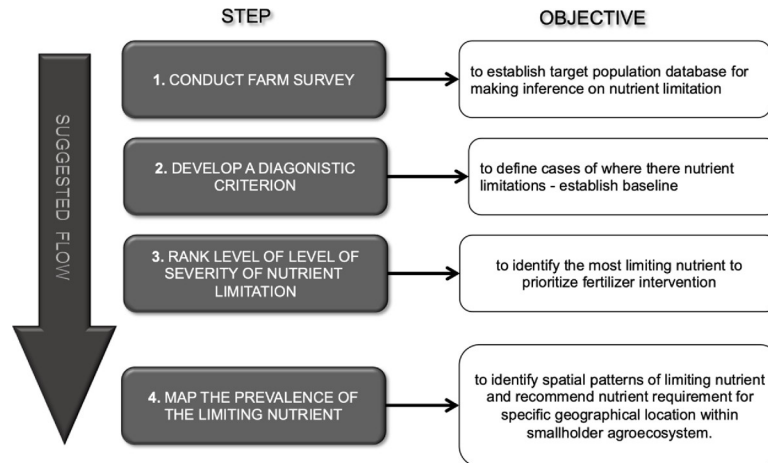 STEP
OBJECTIVE
SUGGESTED FLOW
1. CONDUCT FARM SURVEY
to establish target population database for
making inference on nutrient limitation
2. DEVELOP A DIAGONISTIC
CRITERION
to define cases of where there nutrient
limitations - establish baseline
3. RANK LEVEL OF LEVEL OF
SEVERITY OF NUTRIENT
LIMITATION
to identify the most limiting nutrient to
prioritize fertilizer intervention
4. MAP THE PREVALENCE OF
THE LIMITING NUTRIENT
to identify spatial patterns of limiting nutrient
and recommend nutrient requirement for
specific geographical location within
smallholder agroecosystem.